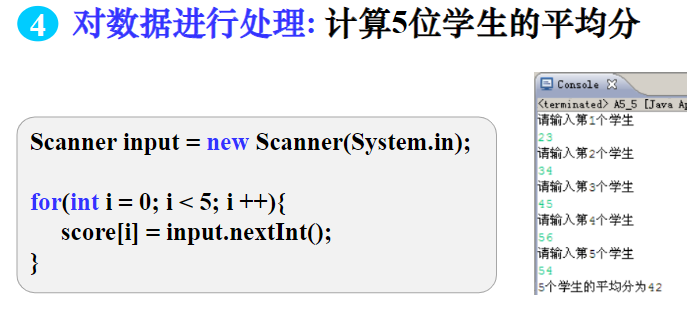 4 对数据进行处理: 计算5位学生的平均分
Scanner input = new Scanner(System.in);
for(int i = 0; i < 5; i ++){
score[i] = input.nextInt();
}
Console
<terminated> A5_5 [Java Ap
请输入第1个学生
23
请输入第2个学生
34
请输入第3个学生
45
请输入第4个学生
56
请输入第5个学生
54
5个学生的平均分为42